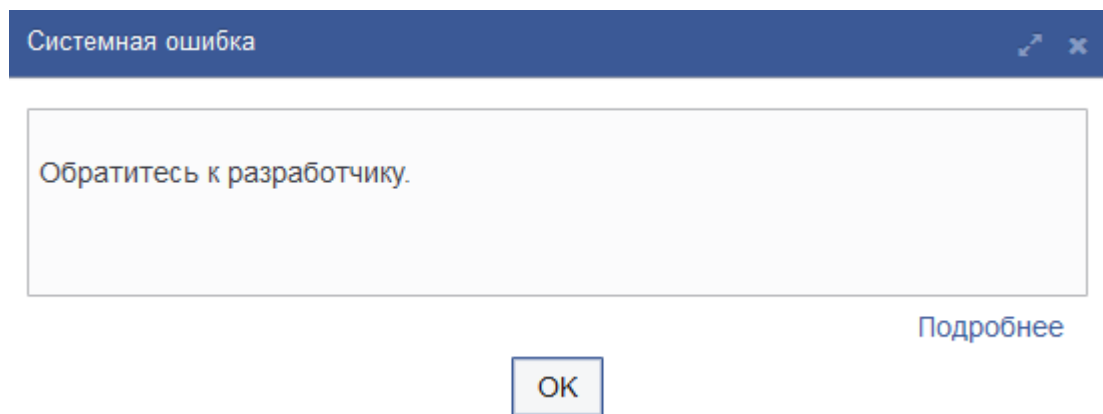 Системная ошибка
Обратитесь к разработчику.
Подробнее
OK